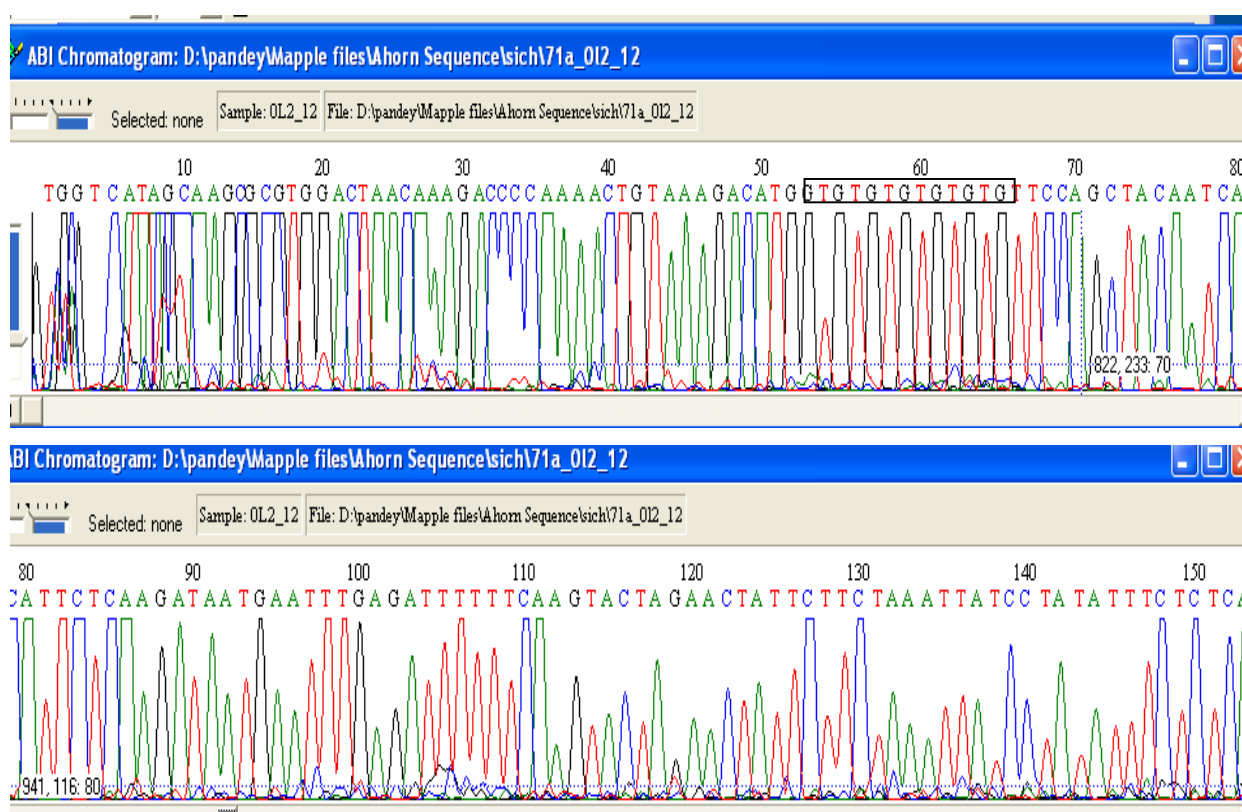 ABI Chromatogram: D:\pandey\Mapple files\Ahorn Sequence\sich\71a_0l2_12
Selected: none Sample: 0L2_12 File: D:\pandey\Mapple files\Ahorn Sequence\sich\71a_0l2_12
10 20 30 40 50 60 70 80
TGGTCATAGCAAGCGCGTGGACTAACAAAGACCCCAAAACTGTAAAGACATGGTGTGTGTGTGTGTTCCAGCTACAATCA
822, 233: 70
BI Chromatogram: D:\pandey\Mapple files\Ahorn Sequence\sich\71a_0l2_12
Selected: none Sample: 0L2_12 File: D:\pandey\Mapple files\Ahorn Sequence\sich\71a_0l2_12
80 90 100 110 120 130 140 150
CATTCTCAAGATAATGAATTTGAGATTTTTTCAAGTACTAGAACTATTCTTCTAAATTATCCTATATTTCTCTCA
941, 116: 80